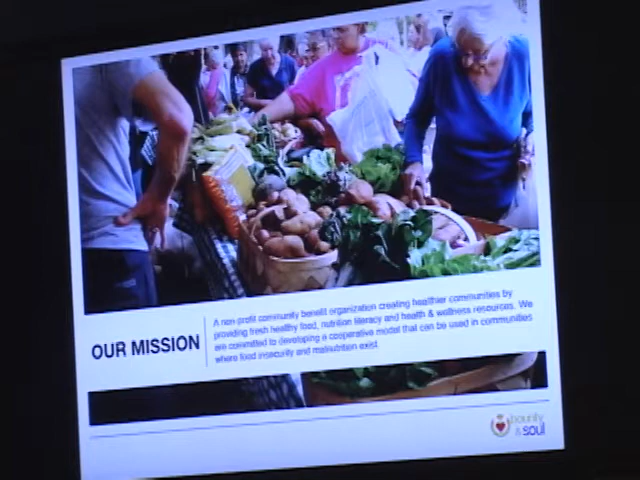 OUR MISSION
A non-profit community benefit organization creating healthier communities by
providing fresh healthy food, nutrition literacy and health & wellness resources. We
are committed to developing a cooperative model that can be used in communities
where food insecurity and malnutrition exist.
bounty
& soul